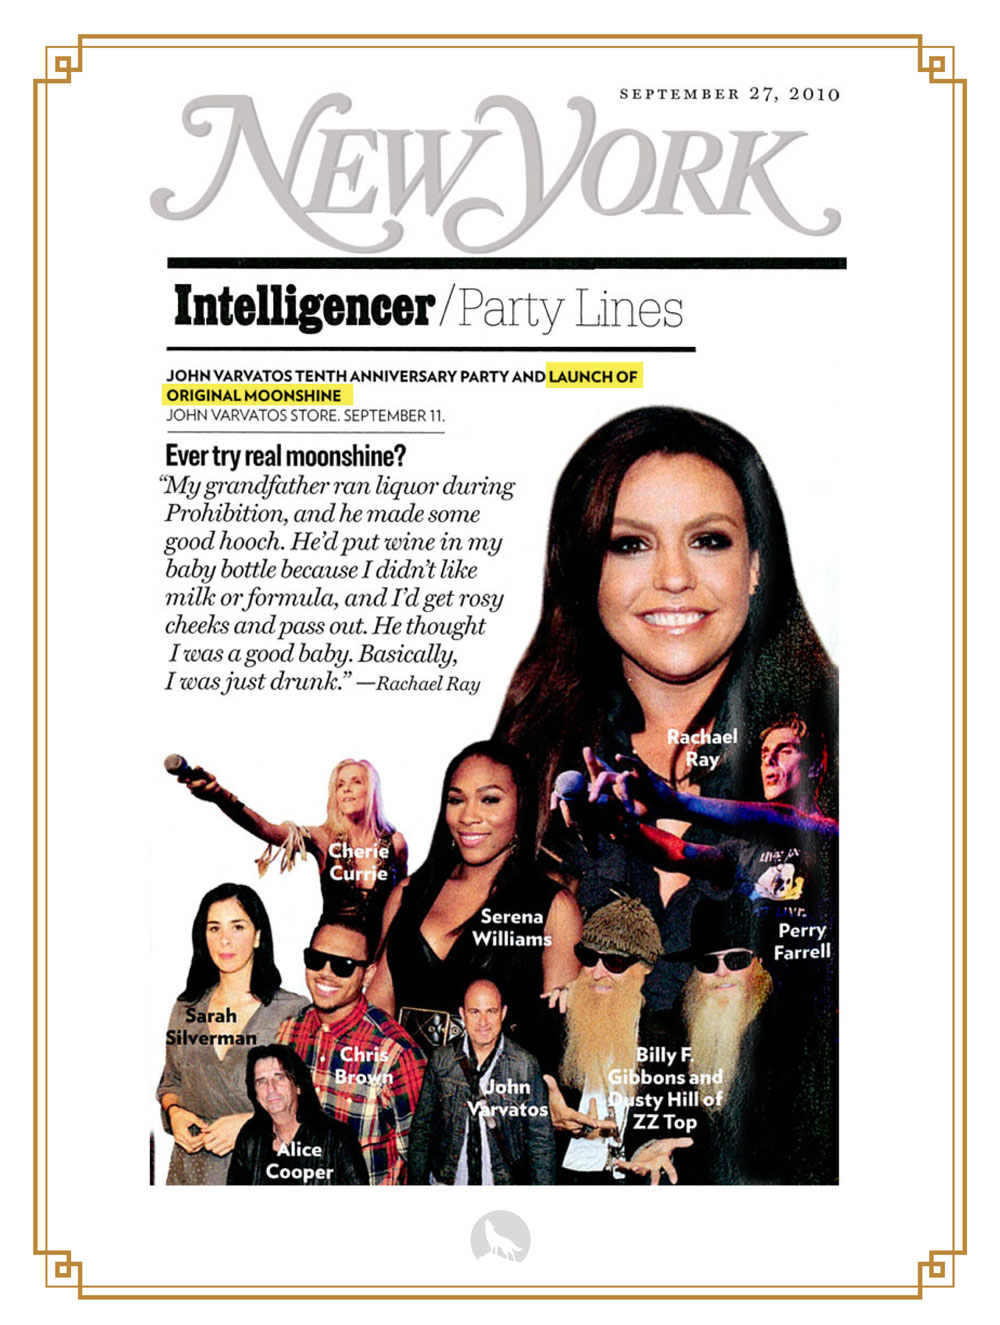 SEPTEMBER 27, 2010
NEW YORK
Intelligencer/Party Lines
JOHN VARVATOS TENTH ANNIVERSARY PARTY AND LAUNCH OF
ORIGINAL MOONSHINE
JOHN VARVATOS STORE. SEPTEMBER 11.
Ever try real moonshine?
“My grandfather ran liquor during
Prohibition, and he made some
good hooch. He’d put wine in my
baby bottle because I didn’t like
milk or formula, and I’d get rosy
cheeks and pass out. He thought
I was a good baby. Basically,
I was just drunk.” —Rachael Ray
Rachael
Ray
Cherie
Currie
Serena
Williams
Perry
Farrell
Sarah
Silverman
Chris
Brown
John
Varvatos
Billy F.
Gibbons and
Dusty Hill of
ZZ Top
Alice
Cooper